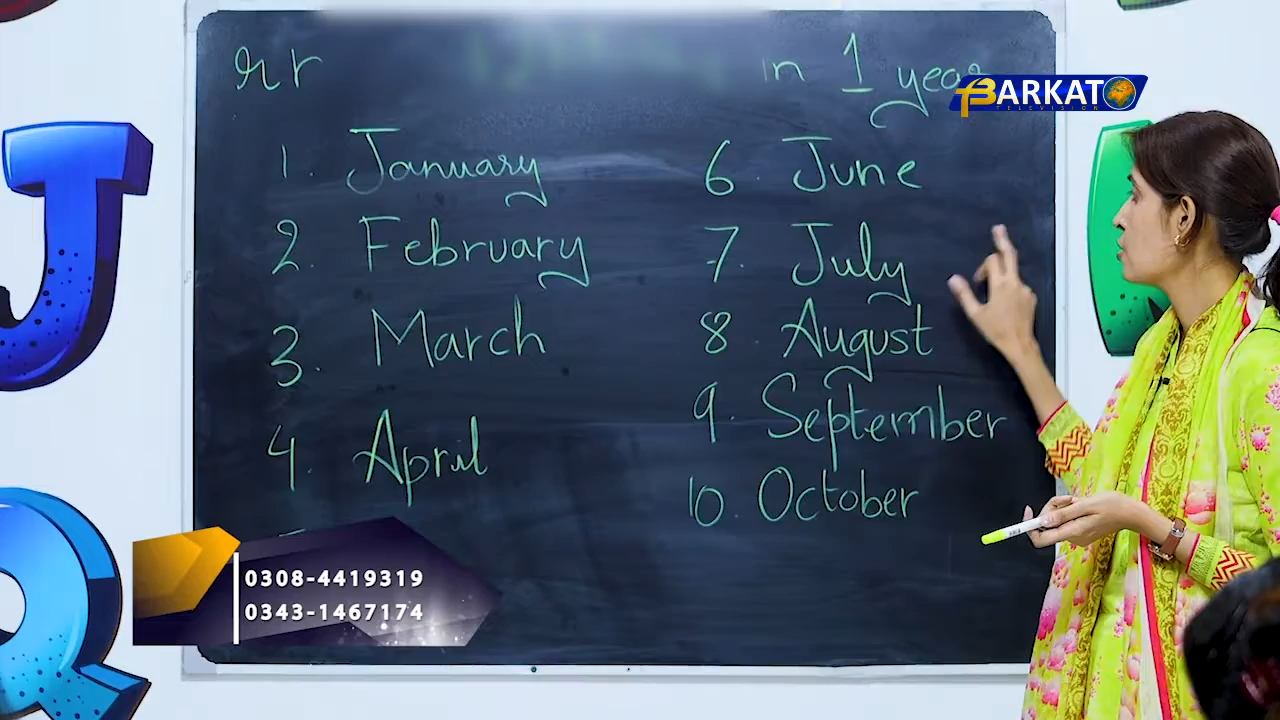 in 1 year
BARKAT
TELEVISION
1. January
2. February
3. March
4. April
6. June
7. July
8. August
9. September
10 October
0308-4419319
0343-1467174
J
Q